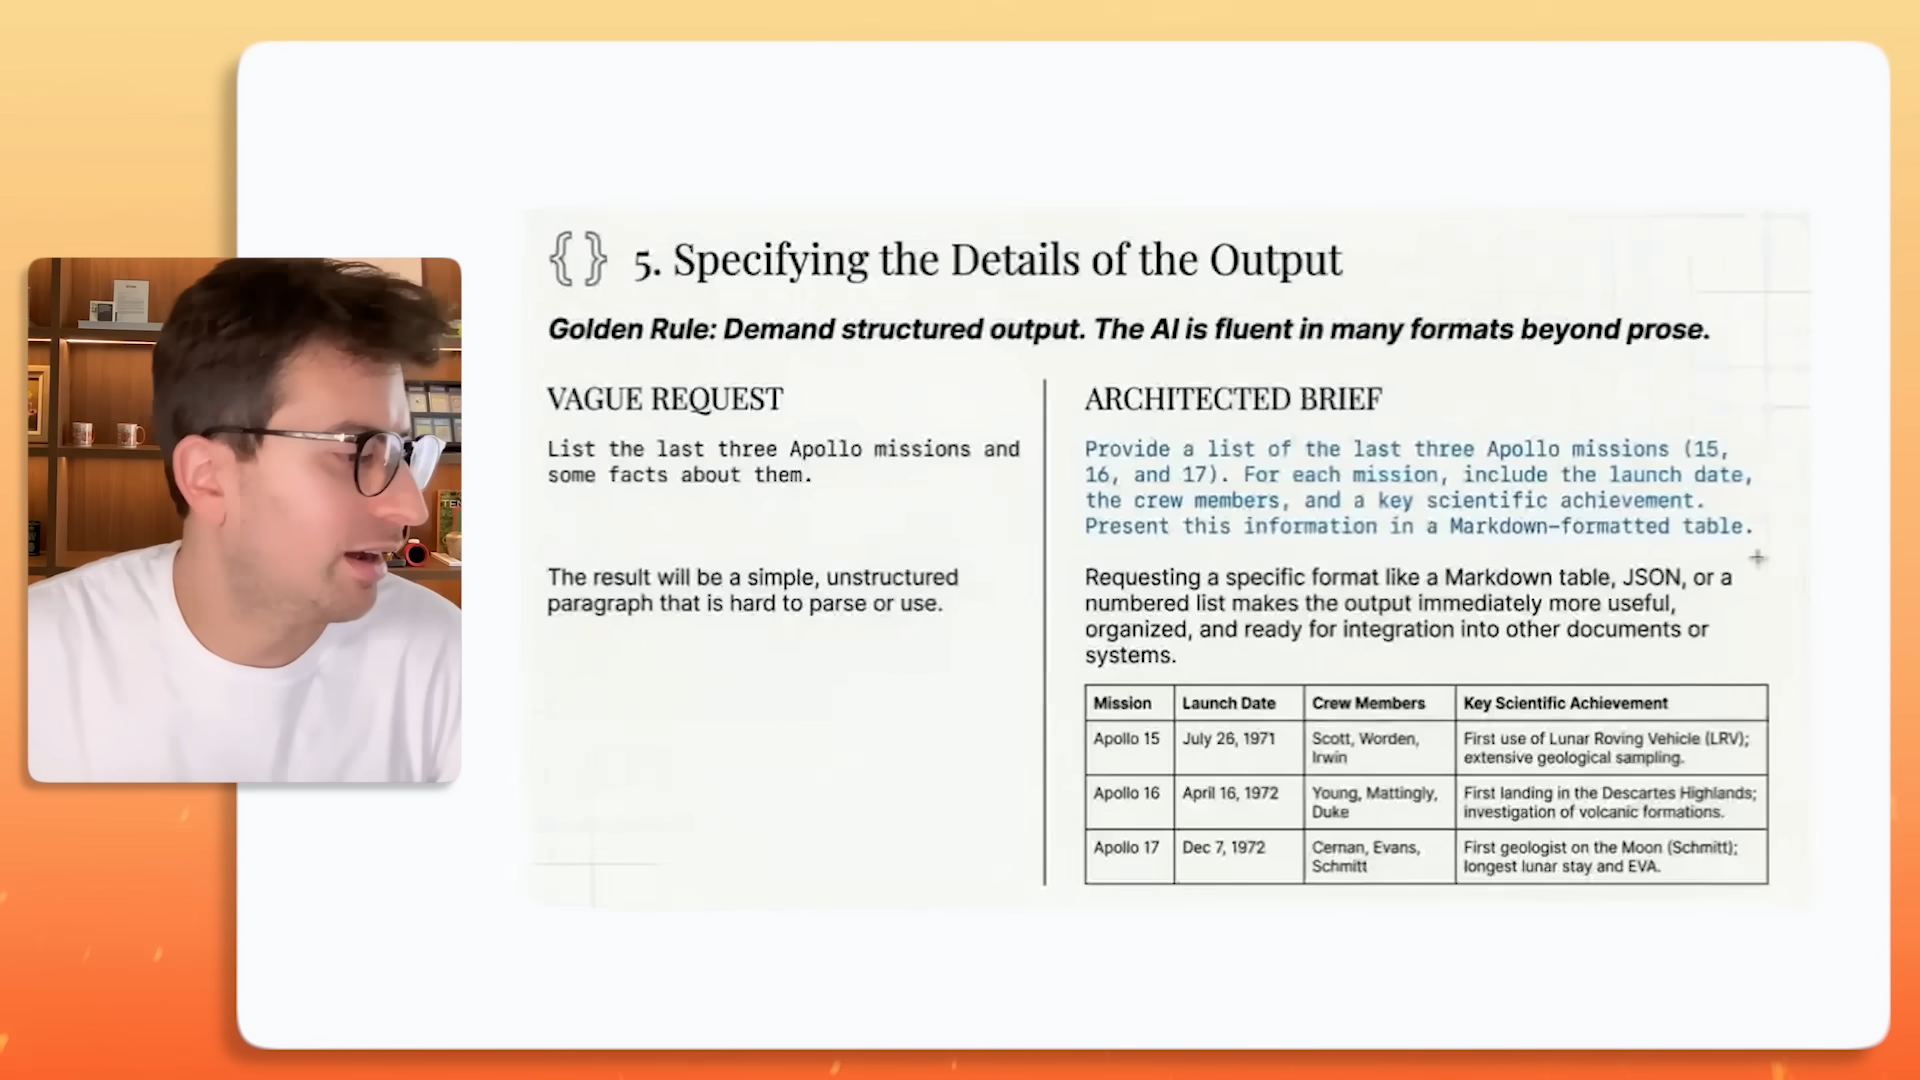 { } 5. Specifying the Details of the Output
Golden Rule: Demand structured output. The AI is fluent in many formats beyond prose.
VAGUE REQUEST
List the last three Apollo missions and
some facts about them.
The result will be a simple, unstructured
paragraph that is hard to parse or use.
ARCHITECTED BRIEF
Provide a list of the last three Apollo missions (15,
16, and 17). For each mission, include the launch date,
the crew members, and a key scientific achievement.
Present this information in a Markdown-formatted table.
Requesting a specific format like a Markdown table, JSON, or a
numbered list makes the output immediately more useful,
organized, and ready for integration into other documents or
systems.
Mission Launch Date Crew Members Key Scientific Achievement
Apollo 15 July 26, 1971 Scott, Worden, First use of Lunar Roving Vehicle (LRV);
Irwin extensive geological sampling.
Apollo 16 April 16, 1972 Young, Mattingly, First landing in the Descartes Highlands;
Duke investigation of volcanic formations.
Apollo 17 Dec 7, 1972 Cernan, Evans, First geologist on the Moon (Schmitt);
Schmitt longest lunar stay and EVA.